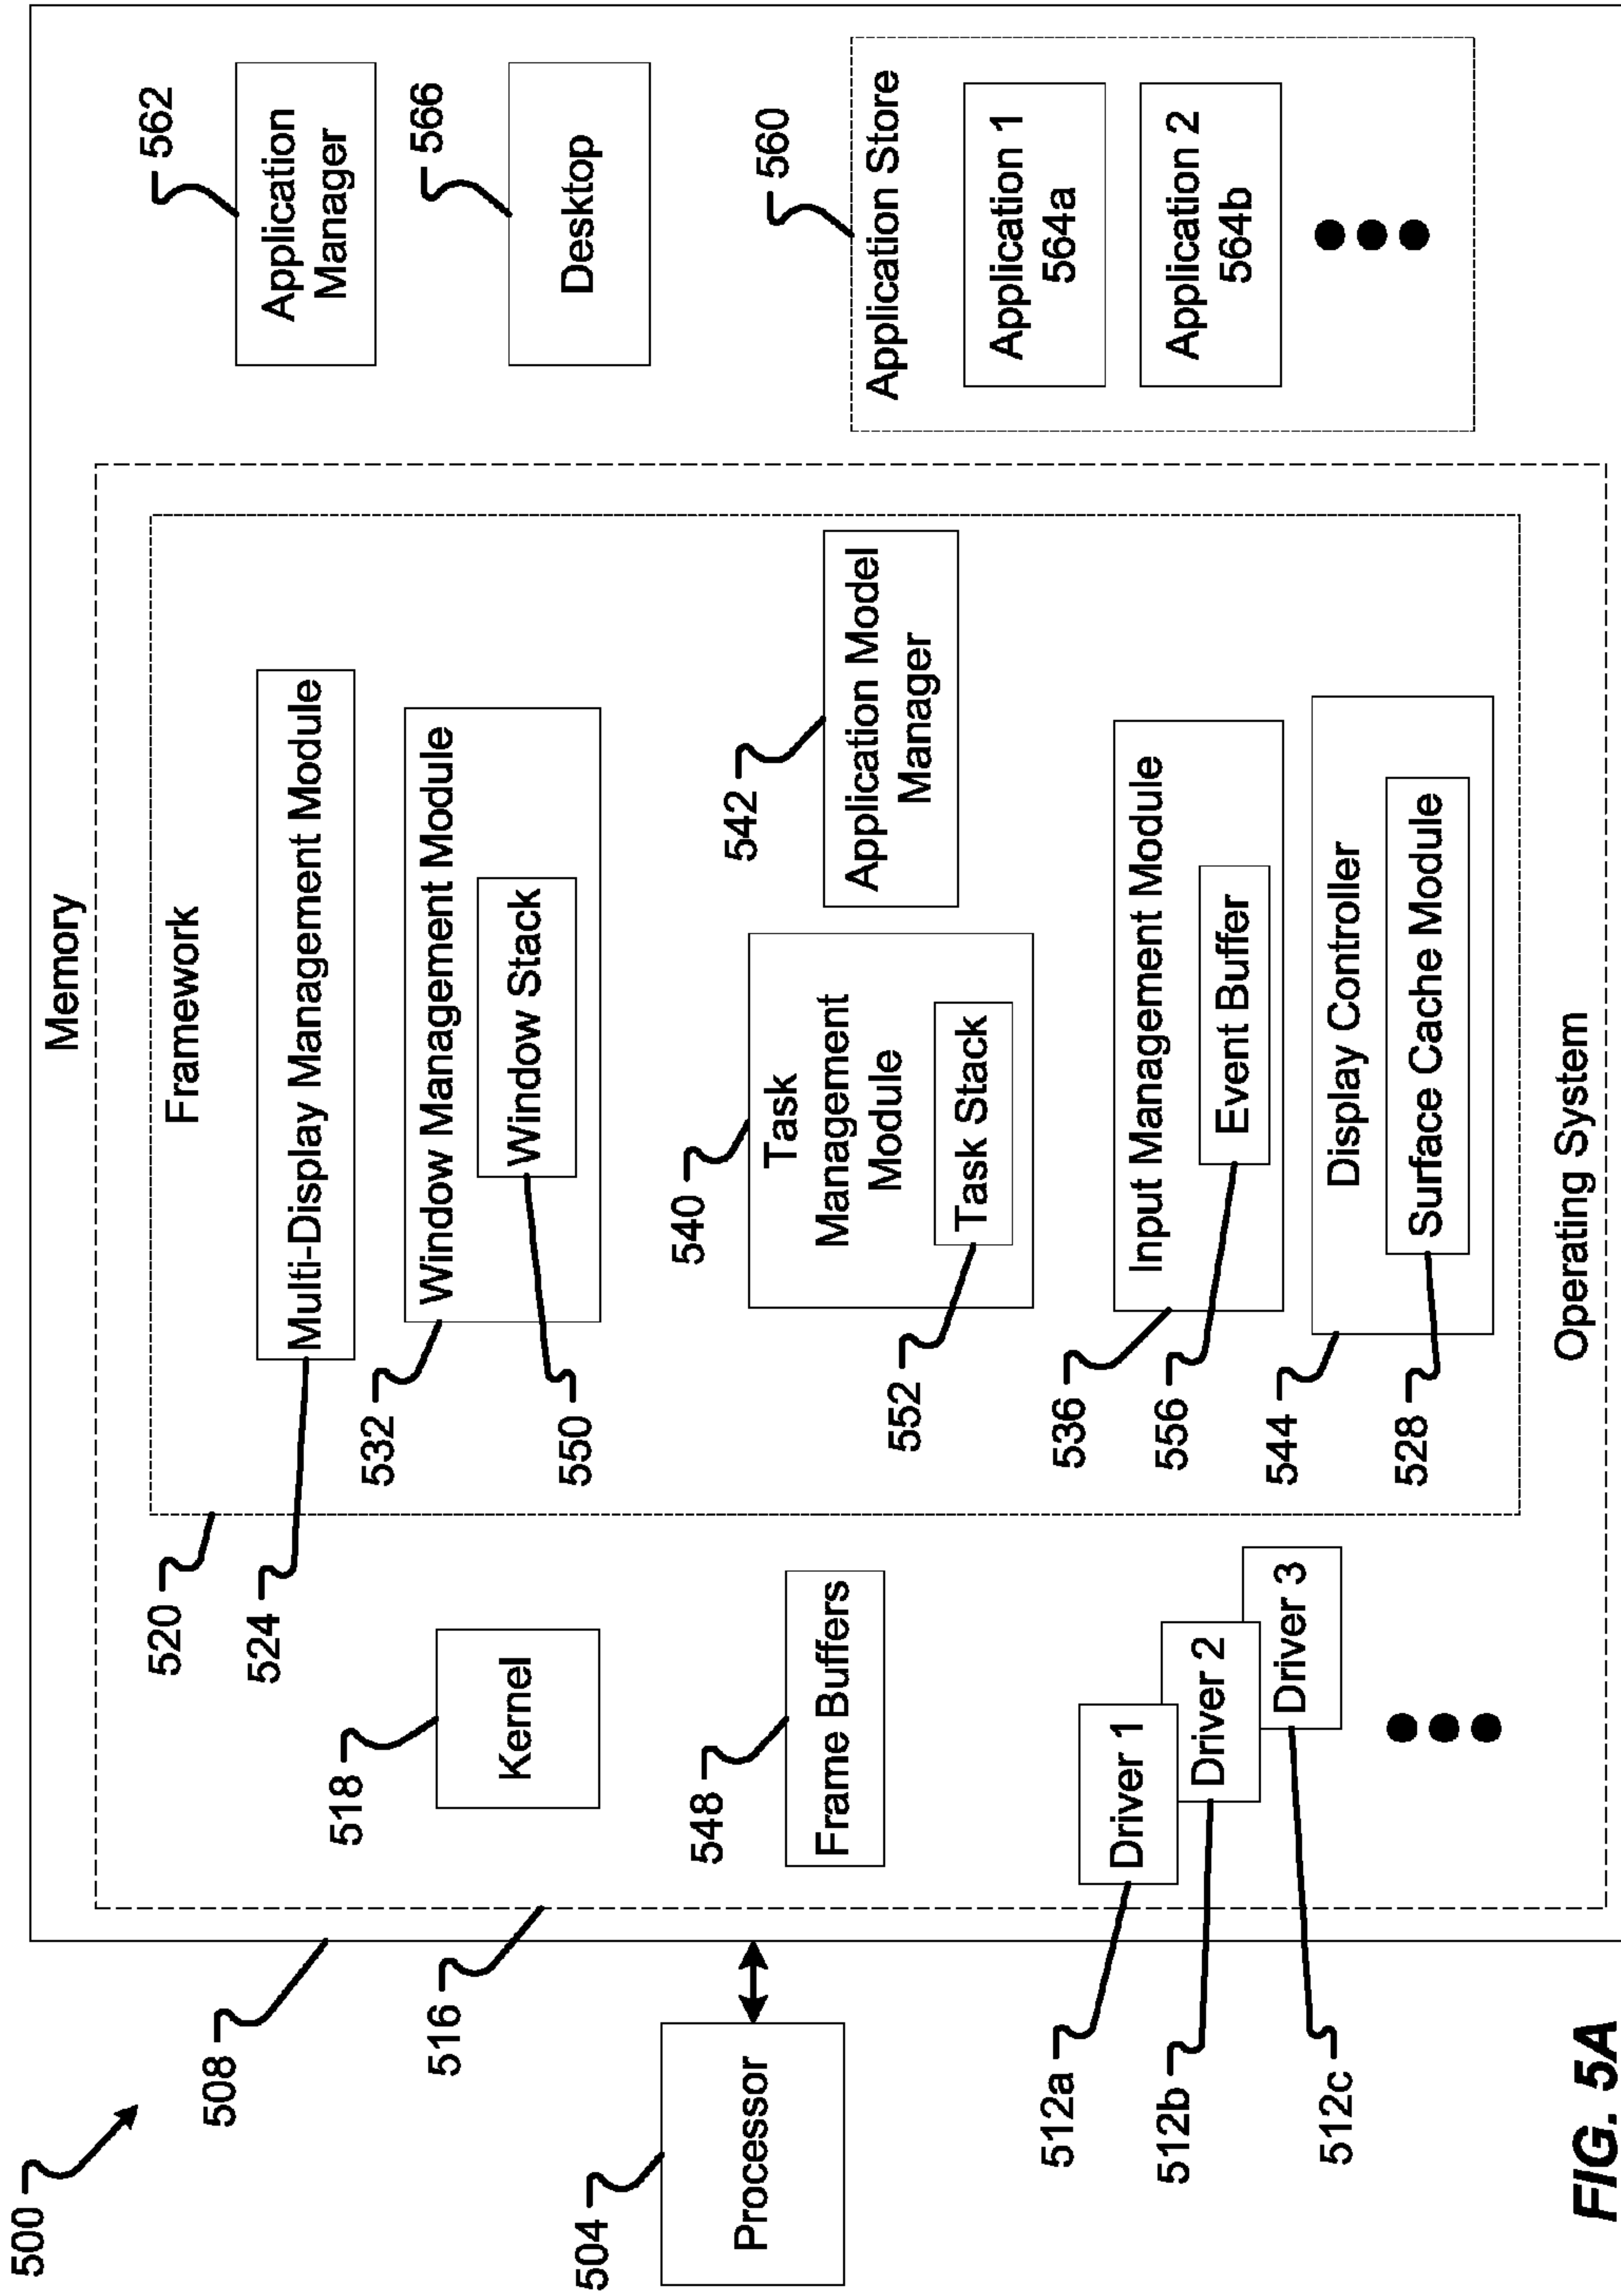 500
508
Memory
516
Framework
520
524
Multi-Display Management Module
532
Window Management Module
550
Window Stack
518
Kernel
548
Frame Buffers
504
Processor
540
Task
Management
Module
552
Task Stack
542
Application Model
Manager
536
Input Management Module
556
Event Buffer
544
Display Controller
528
Surface Cache Module
512a
Driver 1
512b
Driver 2
512c
Driver 3
Operating System
562
Application
Manager
566
Desktop
560
Application Store
Application 1
564a
Application 2
564b
FIG. 5A